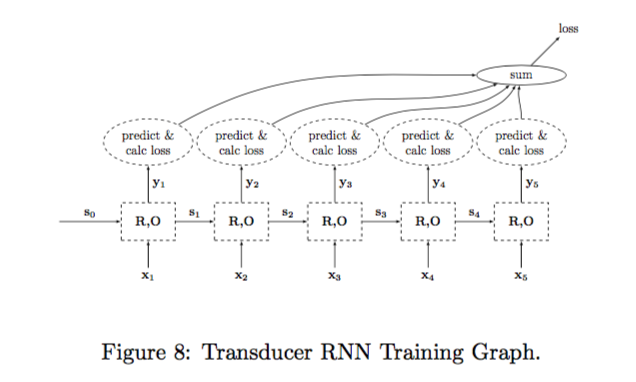 loss
sum
predict &
calc loss
predict &
calc loss
predict &
calc loss
predict &
calc loss
predict &
calc loss
y₁
y₂
y₃
y₄
y₅
s₀
R,O
s₁
R,O
s₂
R,O
s₃
R,O
s₄
R,O
x₁
x₂
x₃
x₄
x₅
Figure 8: Transducer RNN Training Graph.